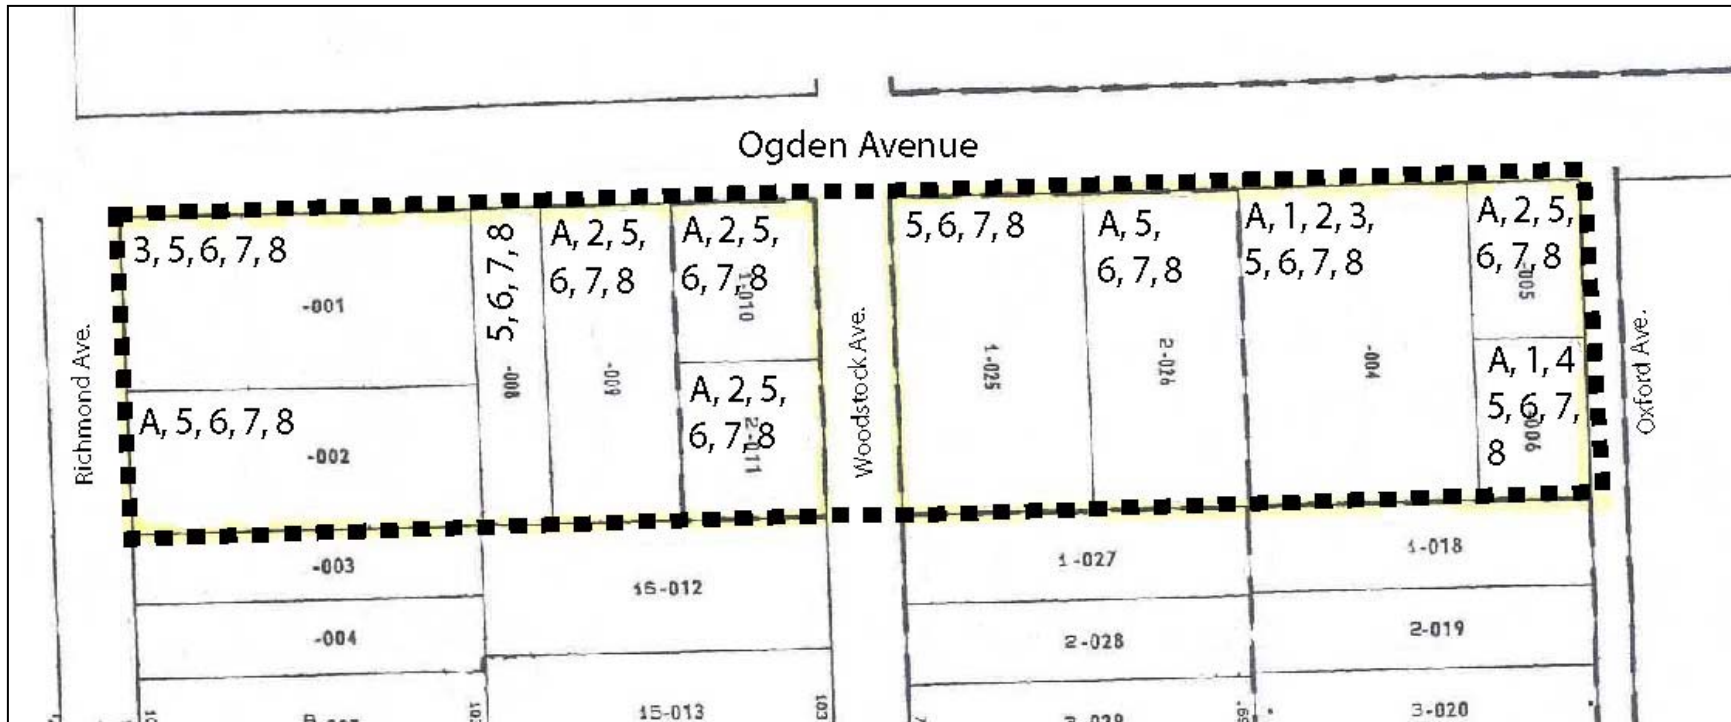 Ogden Avenue
3, 5, 6, 7, 8
-001
A, 5, 6, 7, 8
-002
5, 6, 7, 8
-008
A, 2, 5,
6, 7, 8
-009
A, 2, 5,
6, 7, 8
1-010
A, 2, 5,
6, 7, 8
2-011
Richmond Ave.
Woodstock Ave.
5, 6, 7, 8
1-025
A, 5,
6, 7, 8
2-026
A, 1, 2, 3,
5, 6, 7, 8
-004
A, 2, 5,
6, 7, 8
-005
A, 1, 4
5, 6, 7,
8
-006
Oxford Ave.
-003
-004
15-012
15-013
103
1-027
2-028
1-018
2-019
3-020